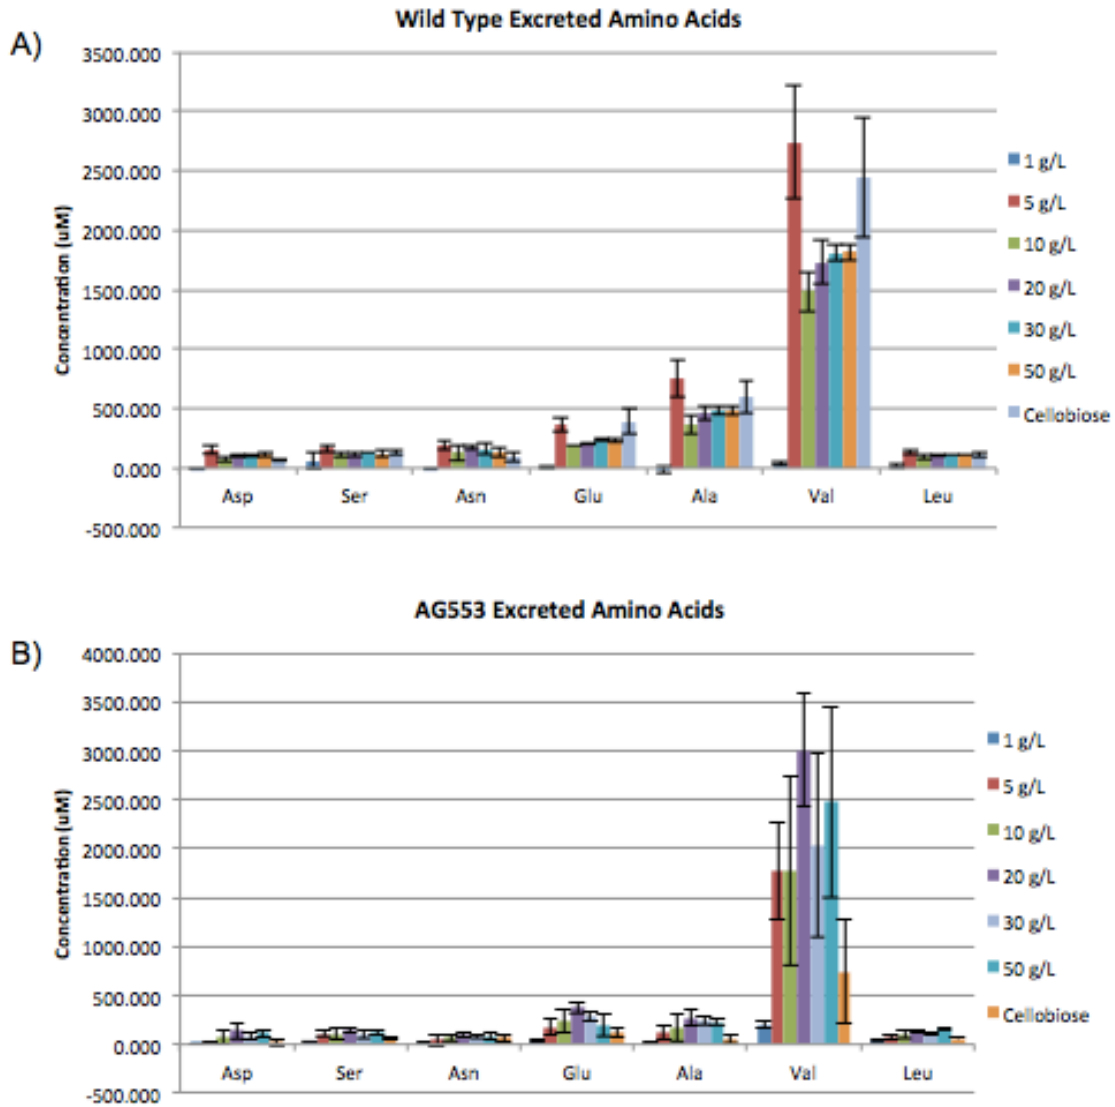 Wild Type Excreted Amino Acids
A)
3500.000
3000.000
2500.000
2000.000
1500.000
1000.000
500.000
0.000
-500.000
Concentration (uM)
Asp Ser Asn Glu Ala Val Leu
1 g/L
5 g/L
10 g/L
20 g/L
30 g/L
50 g/L
Cellobiose
AG553 Excreted Amino Acids
B)
4000.000
3500.000
3000.000
2500.000
2000.000
1500.000
1000.000
500.000
0.000
-500.000
Concentration (uM)
Asp Ser Asn Glu Ala Val Leu
1 g/L
5 g/L
10 g/L
20 g/L
30 g/L
50 g/L
Cellobiose